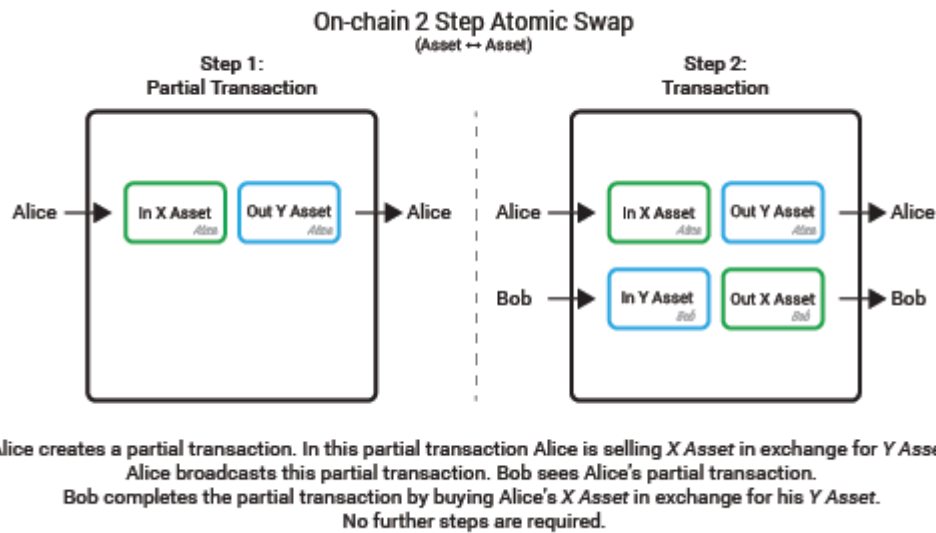 On-chain 2 Step Atomic Swap
(Asset ↔ Asset)
Step 1:
Partial Transaction
Alice
In X Asset
Alice
Out Y Asset
Alice
Alice
Step 2:
Transaction
Alice
In X Asset
Alice
Out Y Asset
Alice
Alice
Bob
In Y Asset
Bob
Out X Asset
Bob
Bob
Alice creates a partial transaction. In this partial transaction Alice is selling X Asset in exchange for Y Asse
Alice broadcasts this partial transaction. Bob sees Alice's partial transaction.
Bob completes the partial transaction by buying Alice's X Asset in exchange for his Y Asset.
No further steps are required.